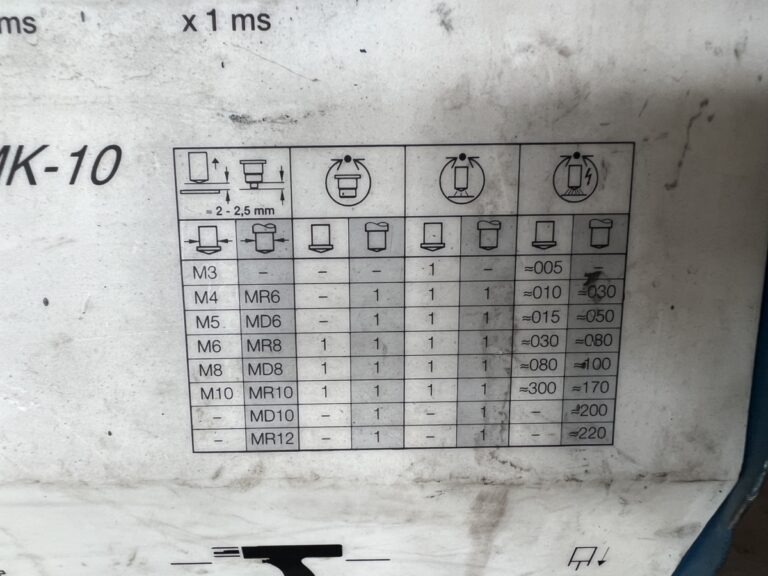 ms x 1 ms
MK-10
= 2 - 2,5 mm
M3 – – – 1 – ≈005 –
M4 MR6 – 1 1 1 ≈010 ≈030
M5 MD6 – 1 1 1 ≈015 ≈050
M6 MR8 1 1 1 1 ≈030 ≈080
M8 MD8 1 1 1 1 ≈080 ≈100
M10 MR10 1 1 1 1 ≈300 ≈170
– MD10 – 1 – 1 – ≈200
– MR12 – 1 – 1 – ≈220